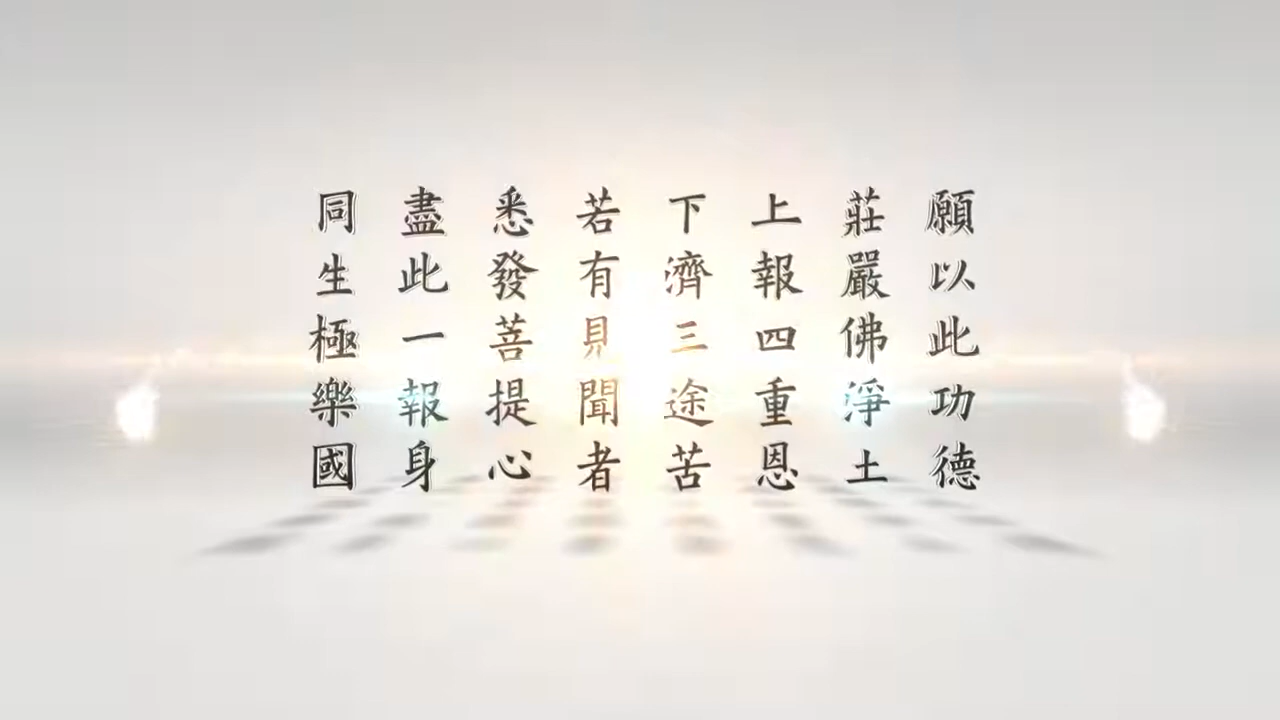 願以此功德
莊嚴佛淨土
上報四重恩
下濟三途苦
若有見聞者
悉發菩提心
盡此一報身
同生極樂國